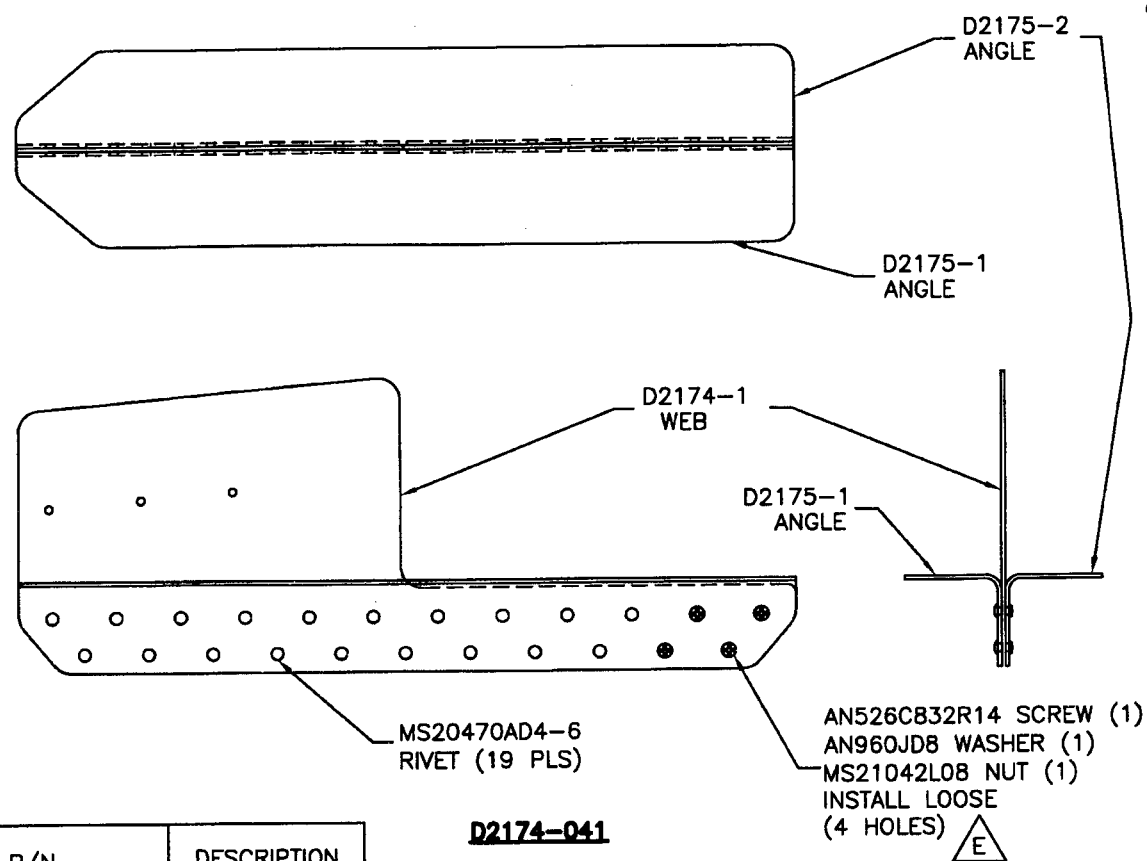 D2175-2
ANGLE
D2175-1
ANGLE
D2174-1
WEB
D2175-1
ANGLE
MS20470AD4-6
RIVET (19 PLS)
AN526C832R14 SCREW (1)
AN960JD8 WASHER (1)
MS21042L08 NUT (1)
INSTALL LOOSE
(4 HOLES)
E
D2174-041
DESCRIPTION